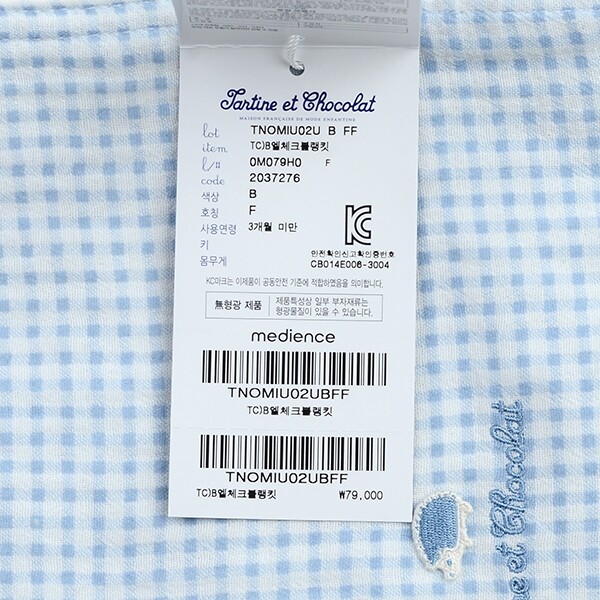 Tartine et Chocolat
MAISON FRANÇAISE DE MODE ENFANTINE
lot TNOMIU02U B FF
item TC)B엘체크블랭킷
l/# 0M079H0 F
code 2037276
색상 B
호칭 F
사용연령 3개월 미만
키
몸무게
KC
안전확인신고확인증번호
CB014E006-3004
KC마크는 이제품이 공통안전 기준에 적합하였음을 의미합니다.
無형광 제품 제품특성상 일부 부자재류는
형광물질이 있을 수 있습니다.
medience
TNOMIU02UBFF
TC)B엘체크블랭킷
TNOMIU02UBFF
TC)B엘체크블랭킷 ₩79,000
e et Chocolat